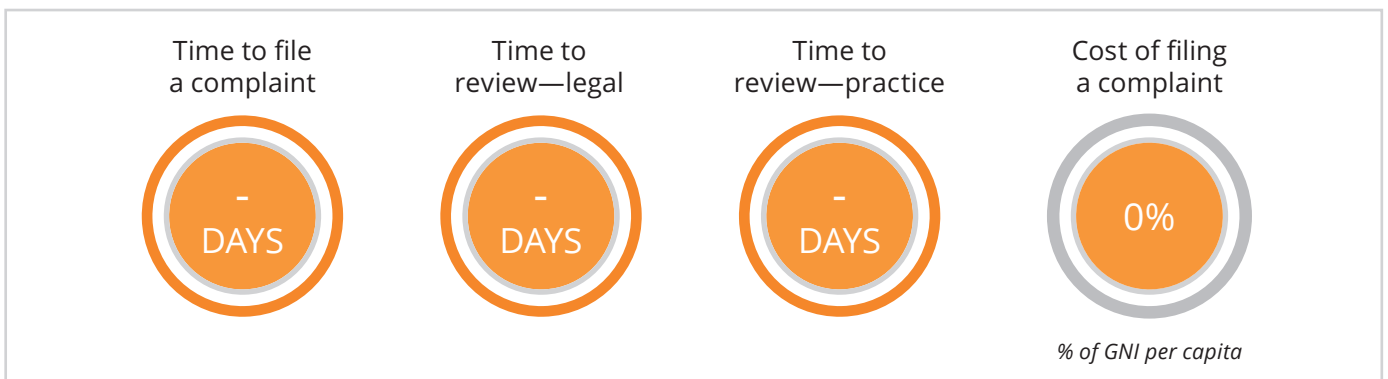 Time to file
a complaint
-
DAYS
Time to
review—legal
-
DAYS
Time to
review—practice
-
DAYS
Cost of filing
a complaint
0%
% of GNI per capita